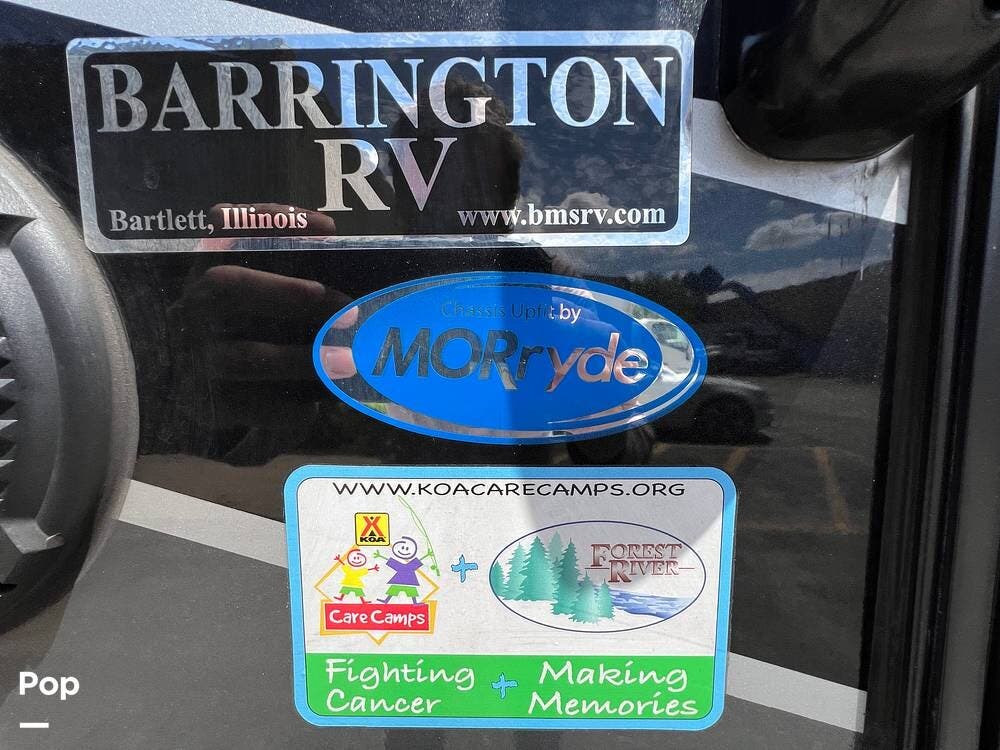 BARRINGTON
RV
Bartlett, Illinois www.bmsrv.com
Chassis Upfit by
MORryde
WWW.KOACARECAMPS.ORG
KOA
Care Camps
+
FOREST
RIVER
Fighting + Making
Cancer Memories
Pop